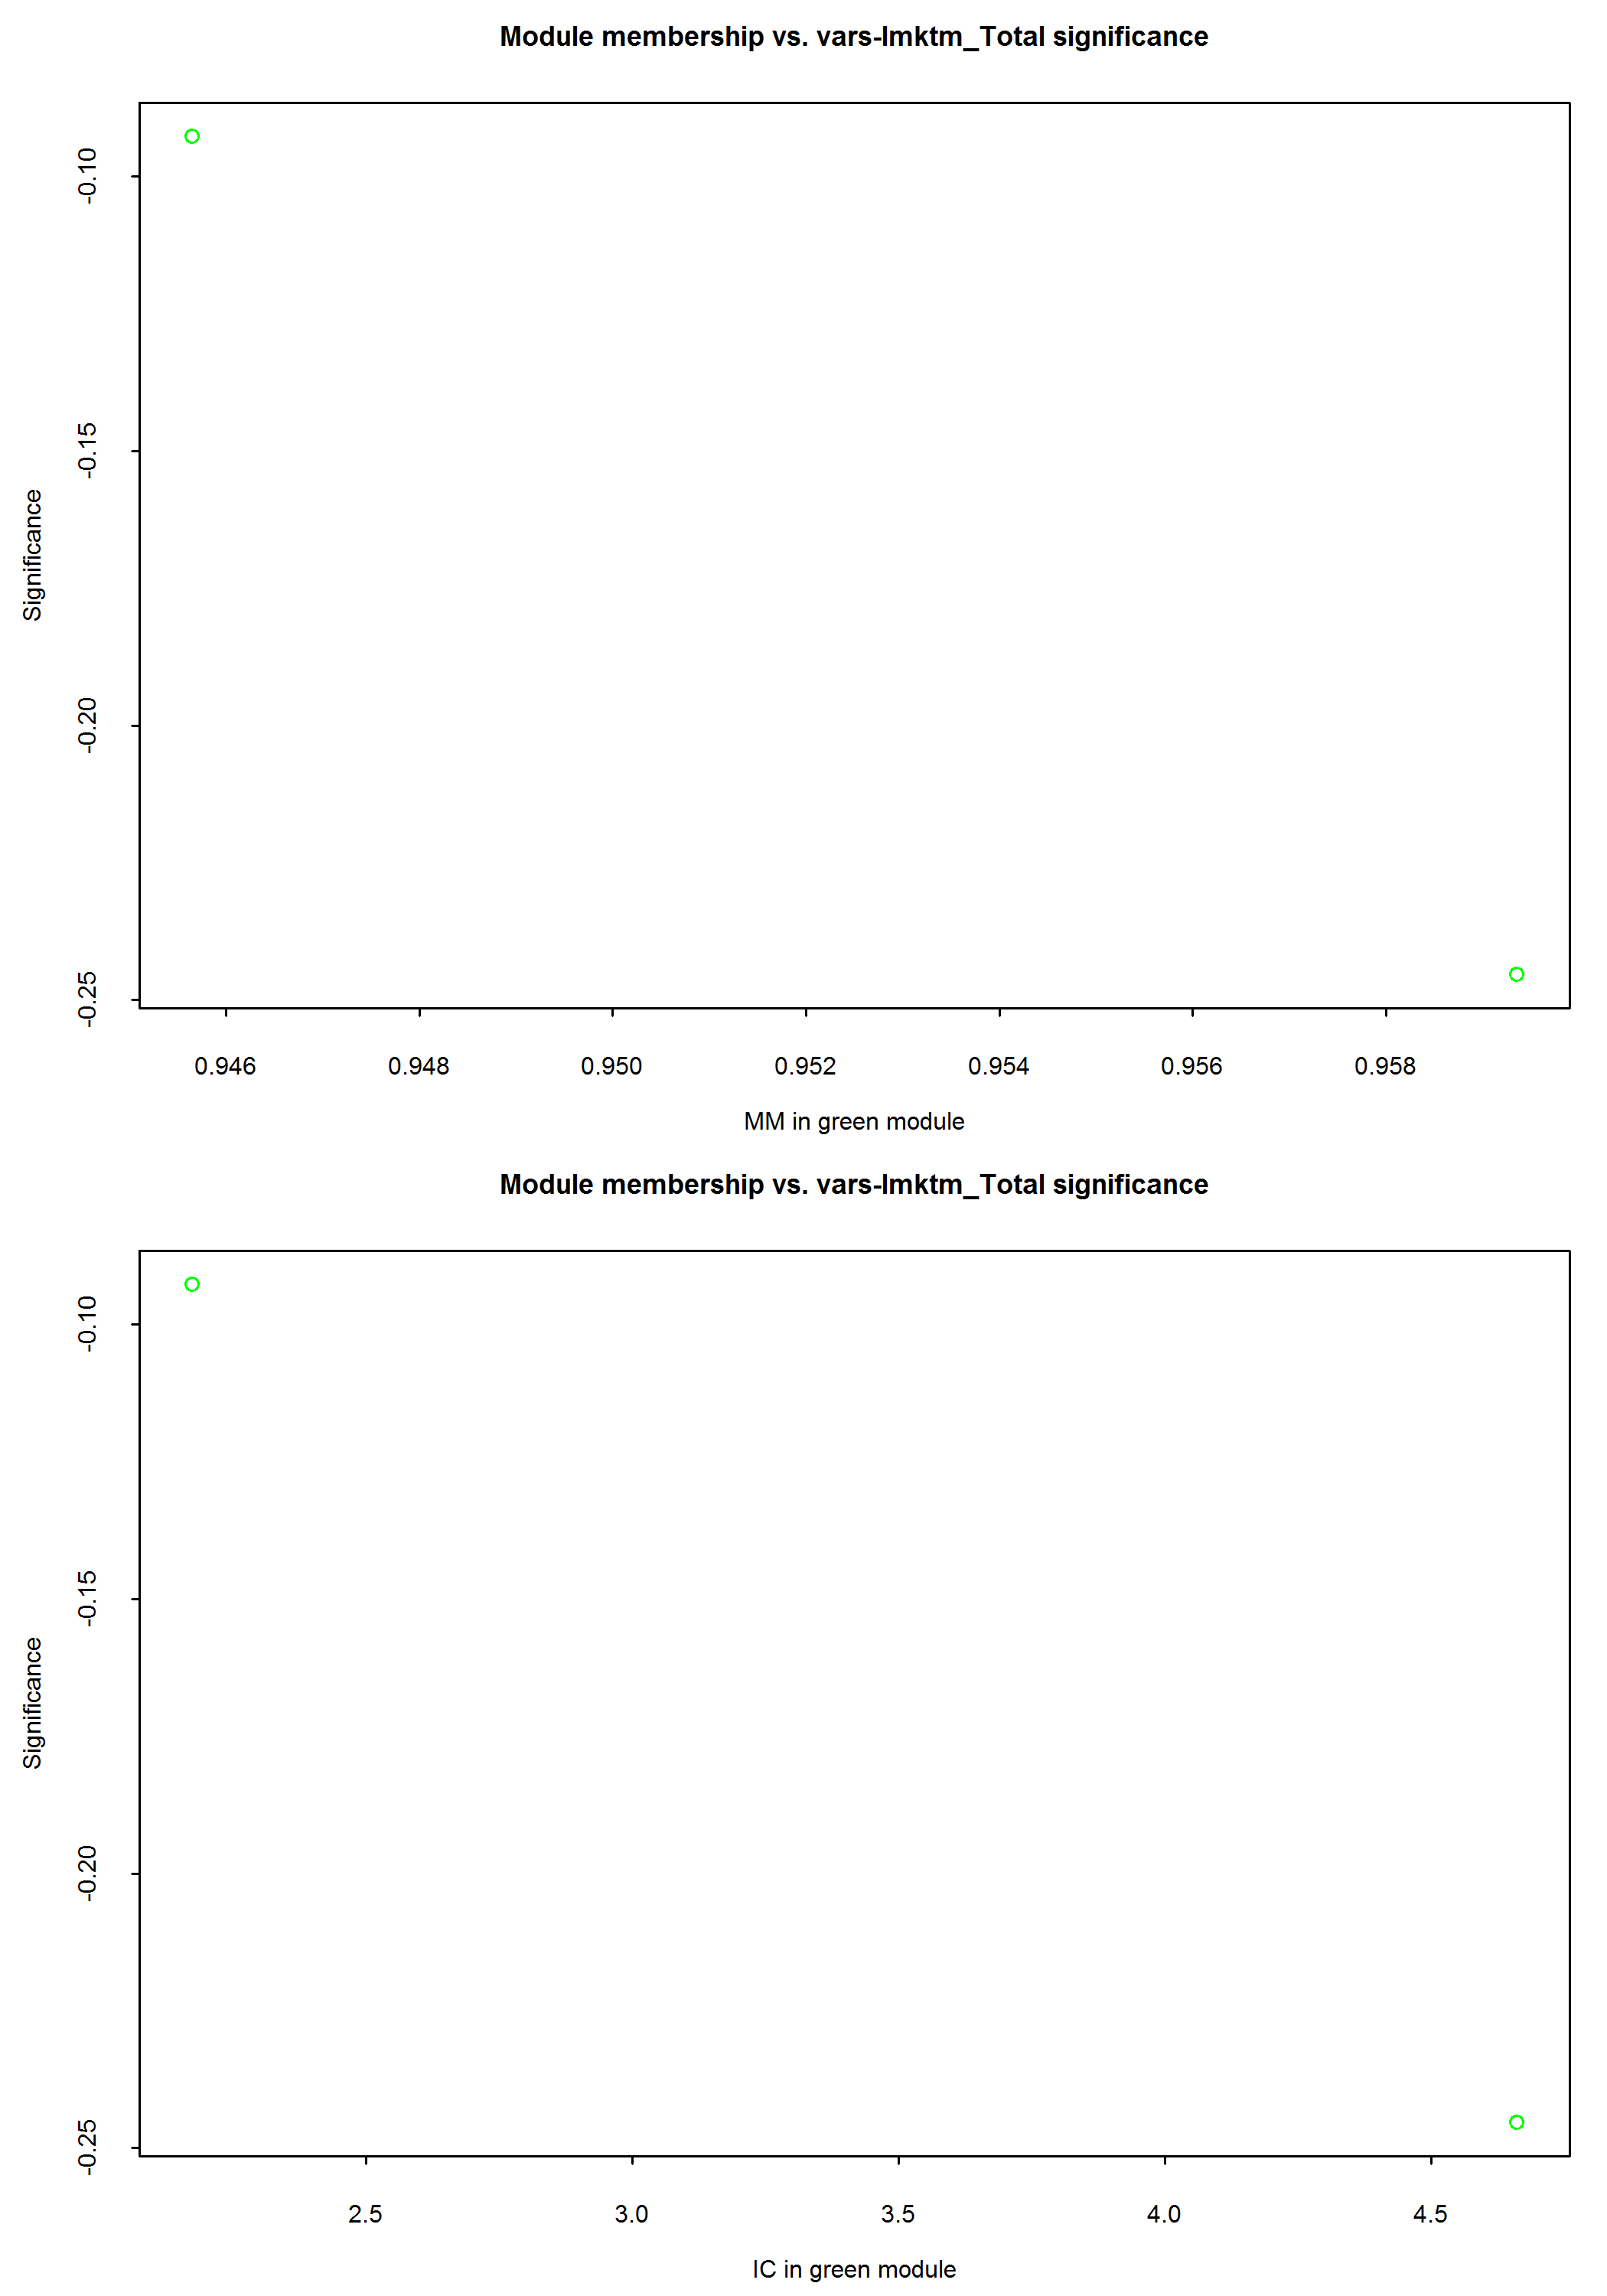 Module membership vs. vars-lmktm_Total significance
-0.10
-0.15
-0.20
-0.25
Significance
0.946 0.948 0.950 0.952 0.954 0.956 0.958
MM in green module
Module membership vs. vars-lmktm_Total significance
-0.10
-0.15
-0.20
-0.25
Significance
2.5 3.0 3.5 4.0 4.5
IC in green module